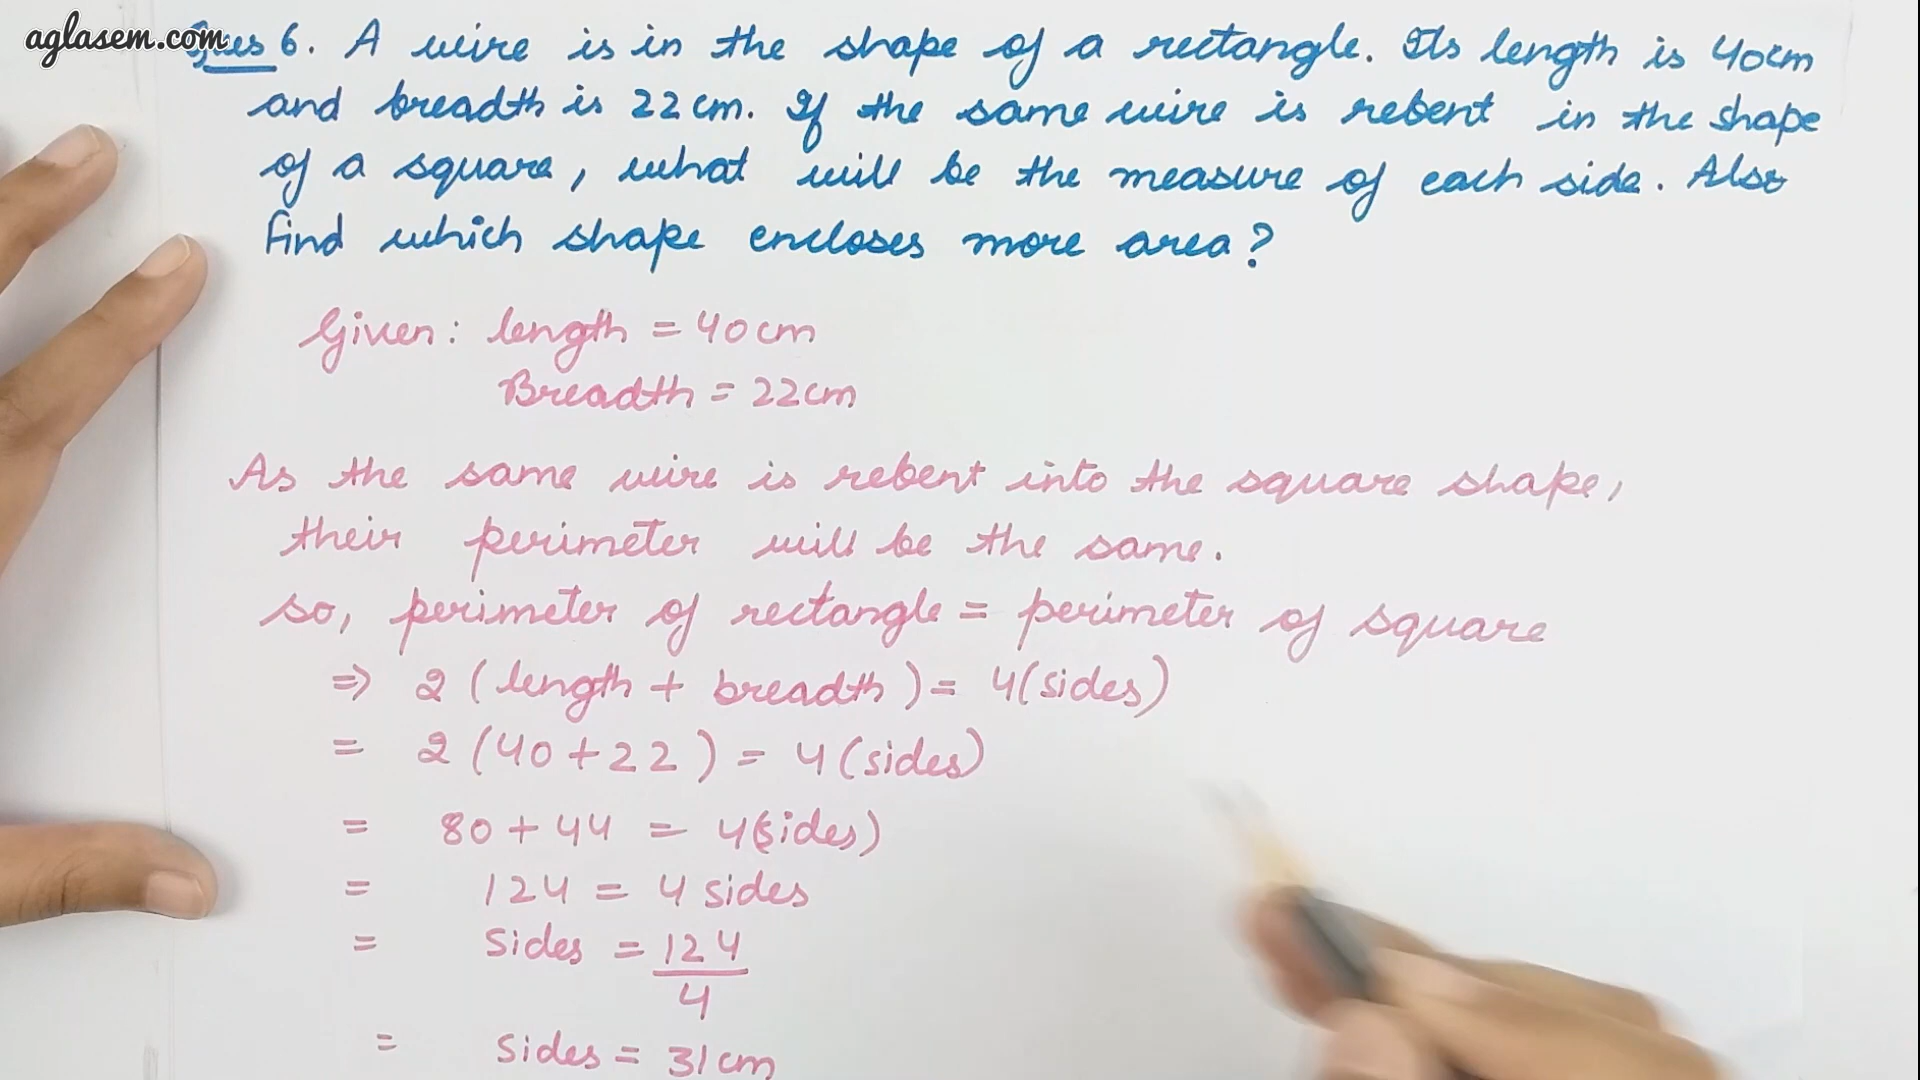 aglasem.com
Ques 6. A wire is in the shape of a rectangle. Its length is 40cm
and breadth is 22cm. If the same wire is rebent in the shape
of a square, what will be the measure of each side. Also
find which shape encloses more area?
Given: length = 40cm
Breadth = 22cm
As the same wire is rebent into the square shape,
their perimeter will be the same.
so, perimeter of rectangle = perimeter of square
⇒ 2 (length + breadth) = 4(sides)
= 2 (40+22) = 4 (sides)
= 80 + 44 = 4(sides)
= 124 = 4 sides
= Sides = 124
4
= sides = 31cm